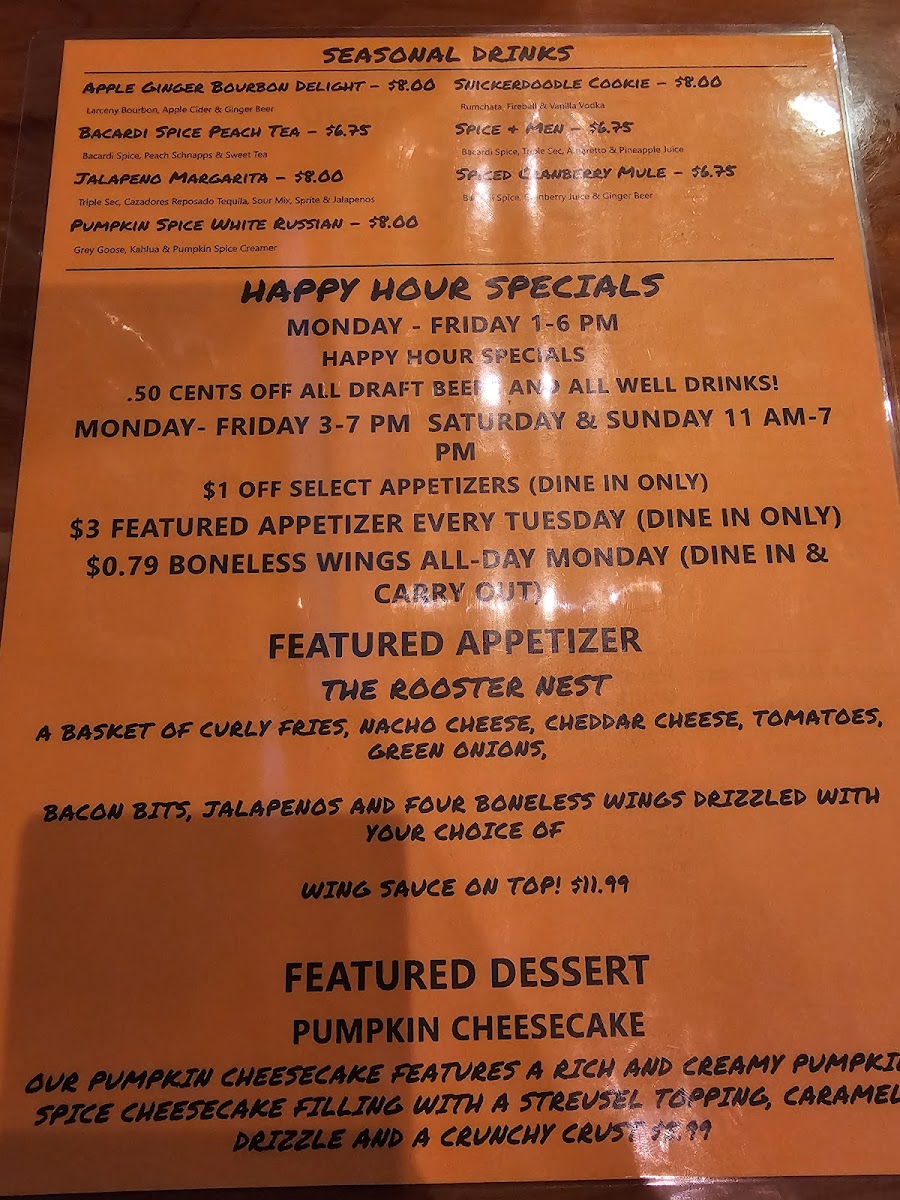 SEASONAL DRINKS
APPLE GINGER BOURBON DELIGHT - $8.00 SNICKERDOODLE COOKIE - $8.00
Larceny Bourbon, Apple Cider & Ginger Beer Rumchata, Fireball & Vanilla Vodka
BACARDI SPICE PEACH TEA - $6.75 SPICE & MEN - $6.75
Bacardi Spice, Peach Schnapps & Sweet Tea Bacardi Spice, Triple Sec, Amaretto & Pineapple Juice
JALAPENO MARGARITA - $8.00 SPICED CRANBERRY MULE - $6.75
Triple Sec, Cazadores Reposado Tequila, Sour Mix, Sprite & Jalapenos Bacardi Spice, Cranberry Juice & Ginger Beer
PUMPKIN SPICE WHITE RUSSIAN - $8.00
Grey Goose, Kahlua & Pumpkin Spice Creamer
HAPPY HOUR SPECIALS
MONDAY - FRIDAY 1-6 PM
HAPPY HOUR SPECIALS
.50 CENTS OFF ALL DRAFT BEERS AND ALL WELL DRINKS!
MONDAY- FRIDAY 3-7 PM SATURDAY & SUNDAY 11 AM-7
PM
$1 OFF SELECT APPETIZERS (DINE IN ONLY)
$3 FEATURED APPETIZER EVERY TUESDAY (DINE IN ONLY)
$0.79 BONELESS WINGS ALL-DAY MONDAY (DINE IN &
CARRY OUT)
FEATURED APPETIZER
THE ROOSTER NEST
A BASKET OF CURLY FRIES, NACHO CHEESE, CHEDDAR CHEESE, TOMATOES,
GREEN ONIONS,
BACON BITS, JALAPENOS AND FOUR BONELESS WINGS DRIZZLED WITH
YOUR CHOICE OF
WING SAUCE ON TOP! $11.99
FEATURED DESSERT
PUMPKIN CHEESECAKE
OUR PUMPKIN CHEESECAKE FEATURES A RICH AND CREAMY PUMPKIN
SPICE CHEESECAKE FILLING WITH A STREUSEL TOPPING, CARAMEL
DRIZZLE AND A CRUNCHY CRUST